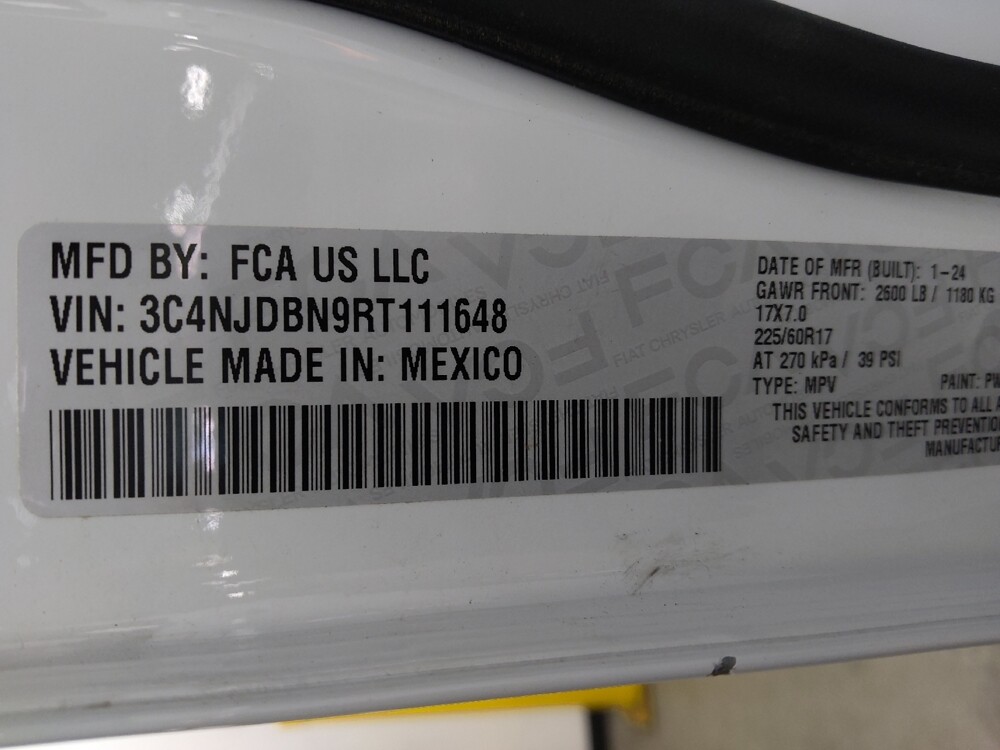 MFD BY: FCA US LLC
VIN: 3C4NJDBN9RT111648
VEHICLE MADE IN: MEXICO
DATE OF MFR (BUILT): 1-24
GAWR FRONT: 2600 LB / 1180 KG
17X7.0
225/60R17
AT 270 kPa / 39 PSI
TYPE: MPV PAINT:
THIS VEHICLE CONFORMS TO ALL
SAFETY AND THEFT